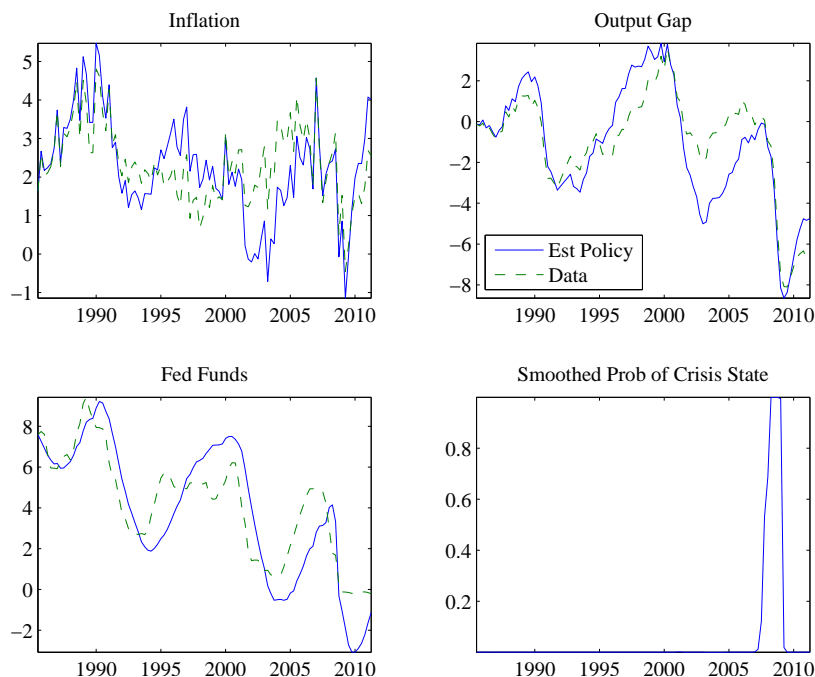 Inflation
5
4
3
2
1
0
−1
1990 1995 2000 2005 2010
Output Gap
2
0
−2
−4
−6
−8
Est Policy
Data
1990 1995 2000 2005 2010
Fed Funds
8
6
4
2
0
−2
1990 1995 2000 2005 2010
Smoothed Prob of Crisis State
0.8
0.6
0.4
0.2
1990 1995 2000 2005 2010